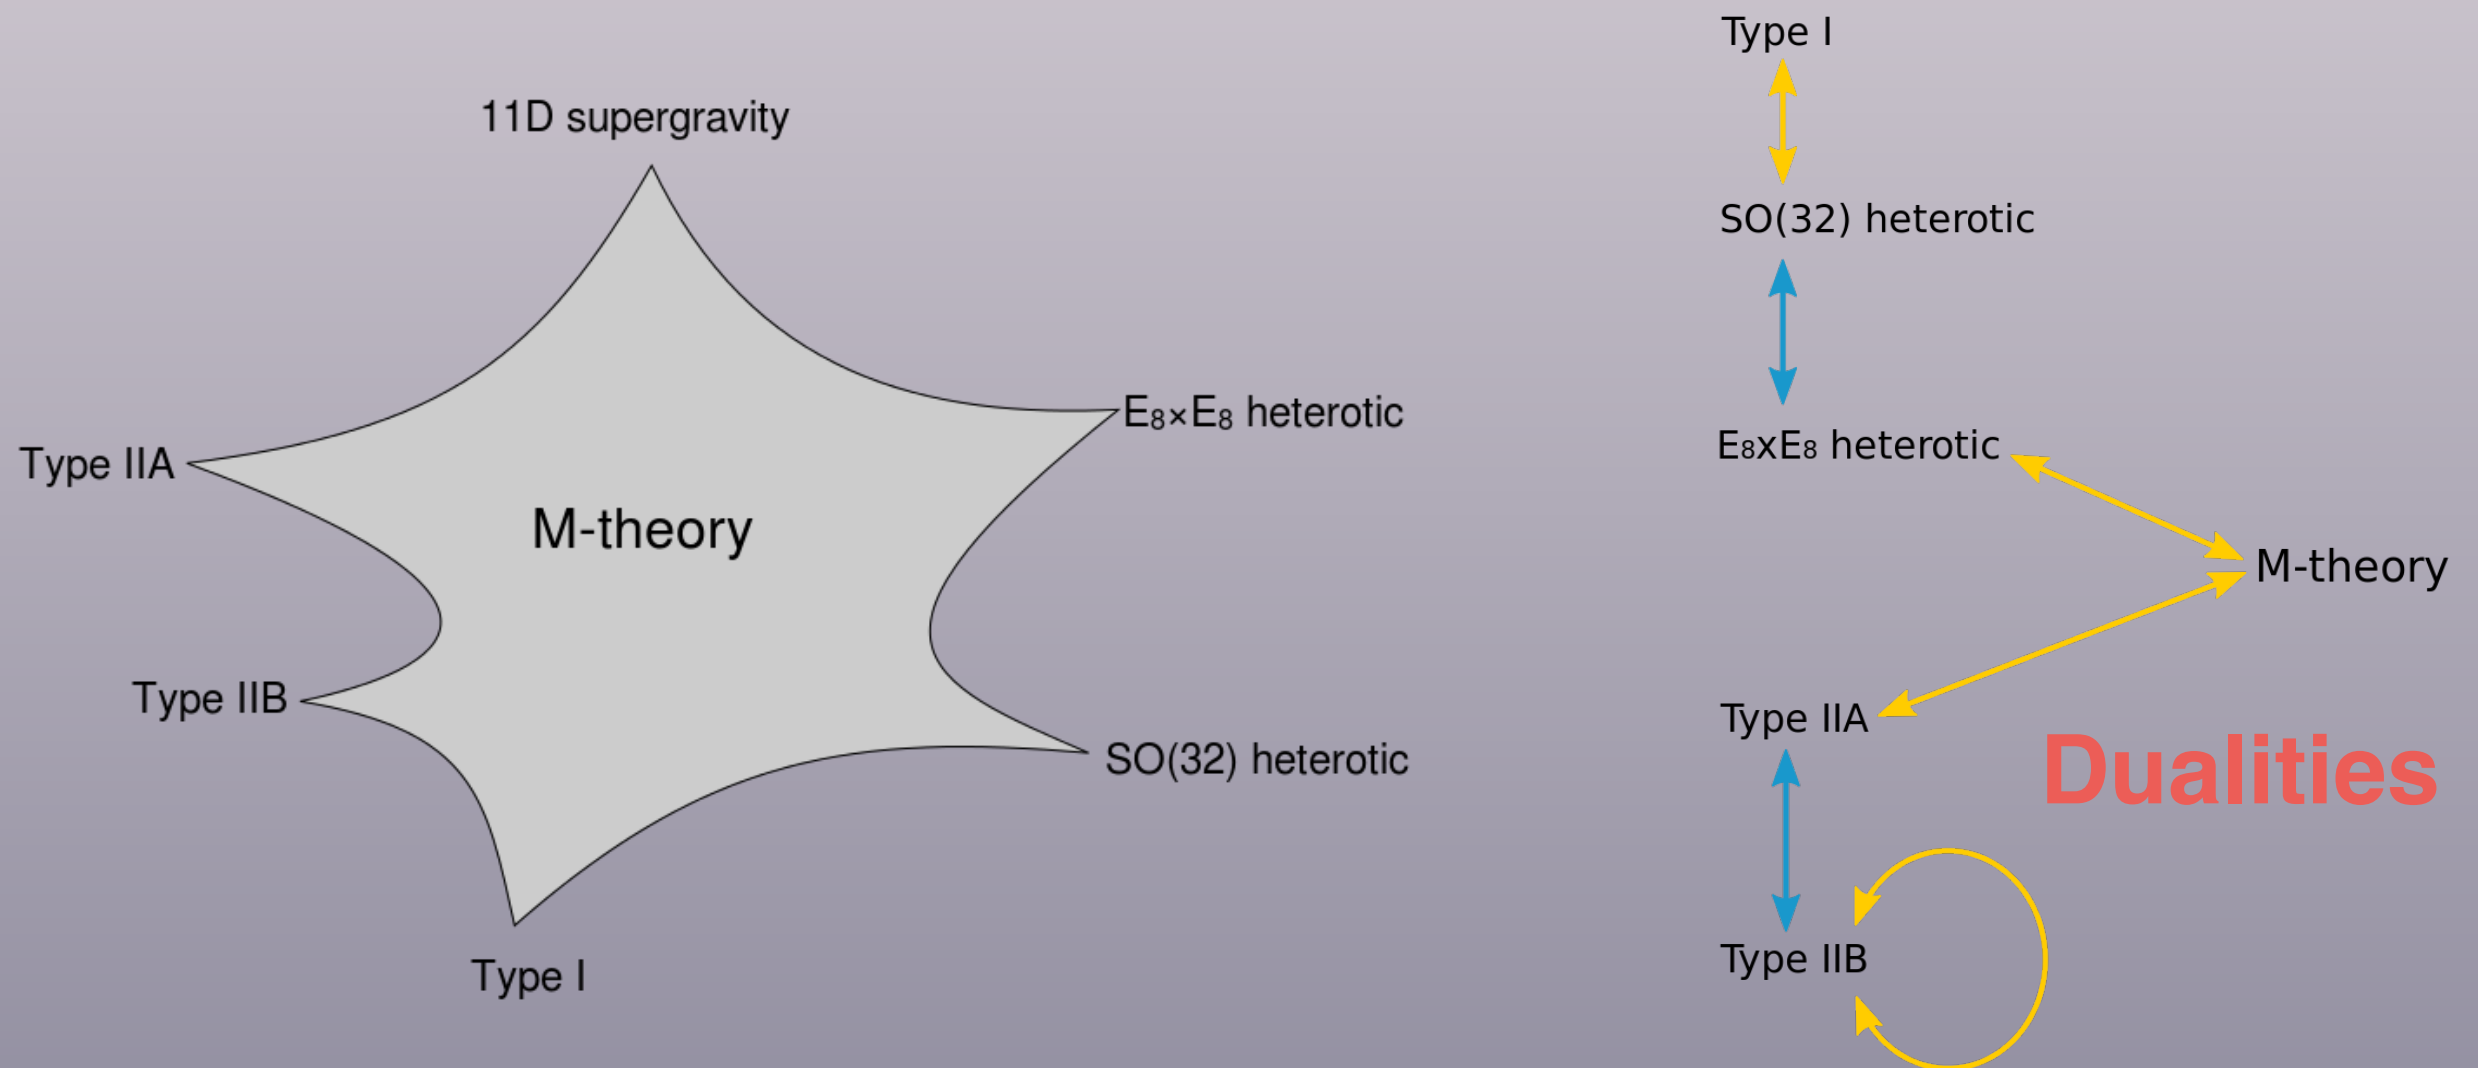 11D supergravity
E₈×E₈ heterotic
Type IIA
M-theory
Type IIB
SO(32) heterotic
Type I
Type I
SO(32) heterotic
E₈xE₈ heterotic
M-theory
Type IIA
Dualities
Type IIB